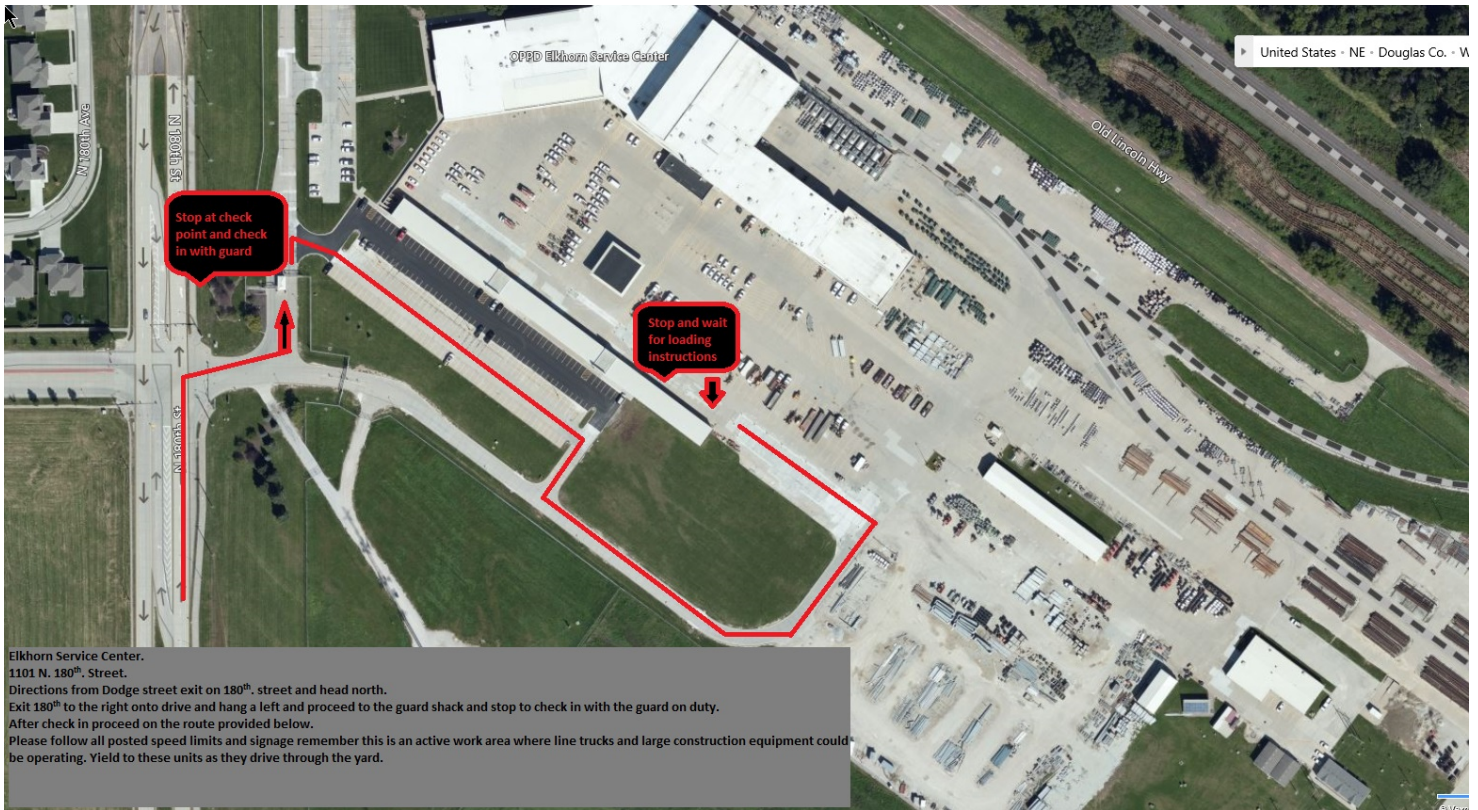 OPPD Elkhorn Service Center
United States • NE • Douglas Co. •
N 180th Ave
N 180th St
Old Lincoln Hwy
Stop at check
point and check
in with guard
Stop and wait
for loading
instructions
N 180th St
Elkhorn Service Center.
1101 N. 180th. Street.
Directions from Dodge street exit on 180th. street and head north.
Exit 180th to the right onto drive and hang a left and proceed to the guard shack and stop to check in with the guard on duty.
After check in proceed on the route provided below.
Please follow all posted speed limits and signage remember this is an active work area where line trucks and large construction equipment could
be operating. Yield to these units as they drive through the yard.